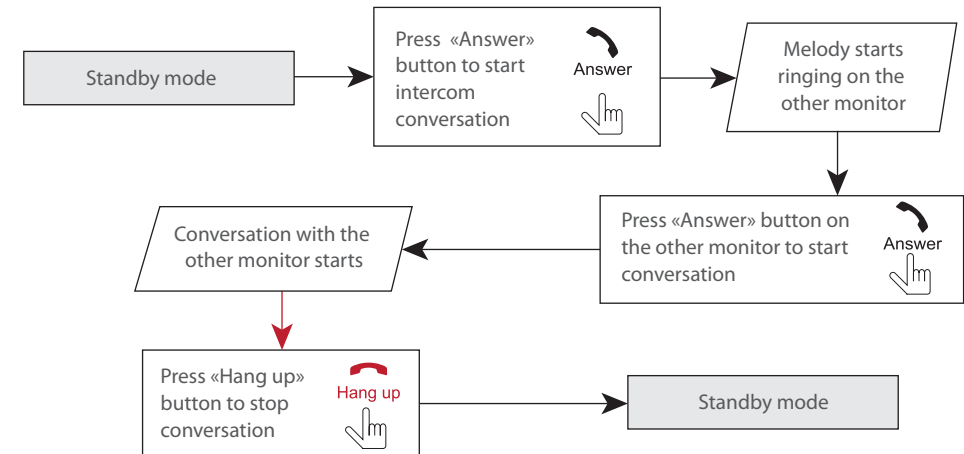 Standby mode
Press «Answer»
button to start
intercom
conversation
Answer
Melody starts
ringing on the
other monitor
Press «Answer» button on
the other monitor to start
conversation
Answer
Conversation with the
other monitor starts
Press «Hang up»
button to stop
conversation
Hang up
Standby mode